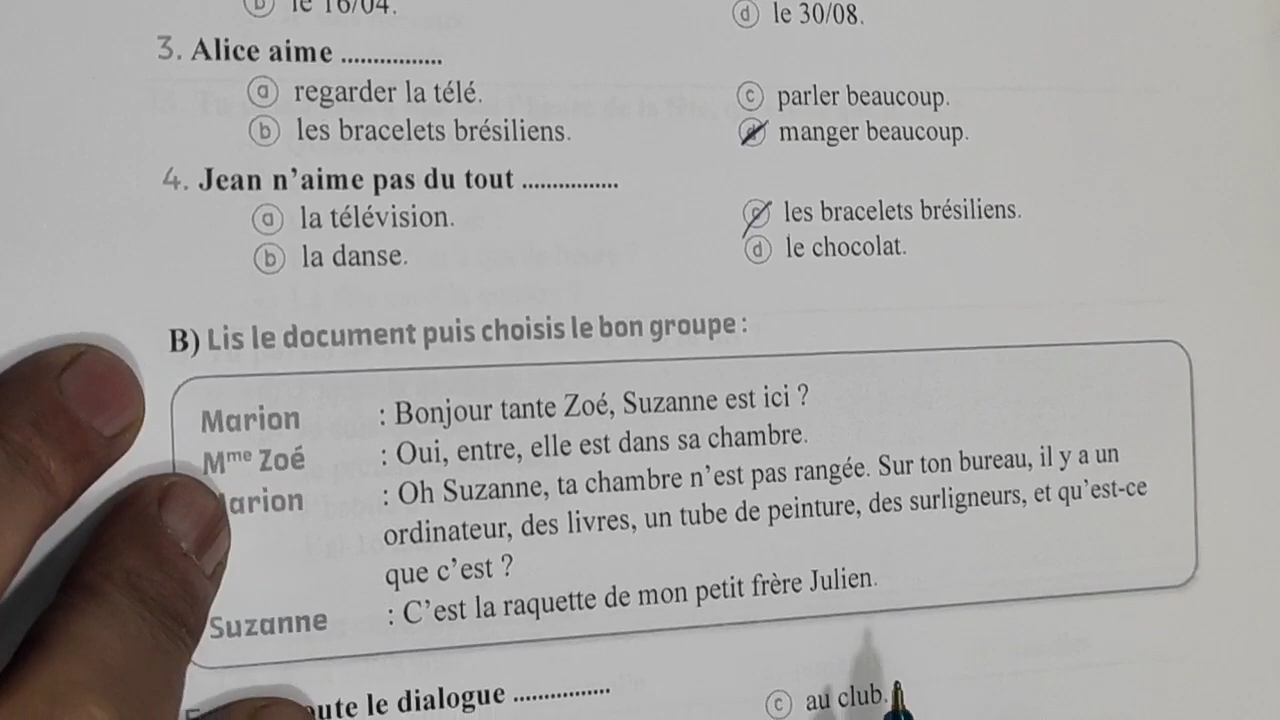 b le 16/04.
d le 30/08.
3. Alice aime ................
a regarder la télé.
c parler beaucoup.
b les bracelets brésiliens.
d manger beaucoup.
4. Jean n'aime pas du tout ................
a la télévision.
c les bracelets brésiliens.
b la danse.
d le chocolat.
B) Lis le document puis choisis le bon groupe :
Marion : Bonjour tante Zoé, Suzanne est ici ?
Mme Zoé : Oui, entre, elle est dans sa chambre.
arion : Oh Suzanne, ta chambre n'est pas rangée. Sur ton bureau, il y a un
ordinateur, des livres, un tube de peinture, des surligneurs, et qu'est-ce
que c'est ?
Suzanne : C'est la raquette de mon petit frère Julien.
oute le dialogue ................
c au club.